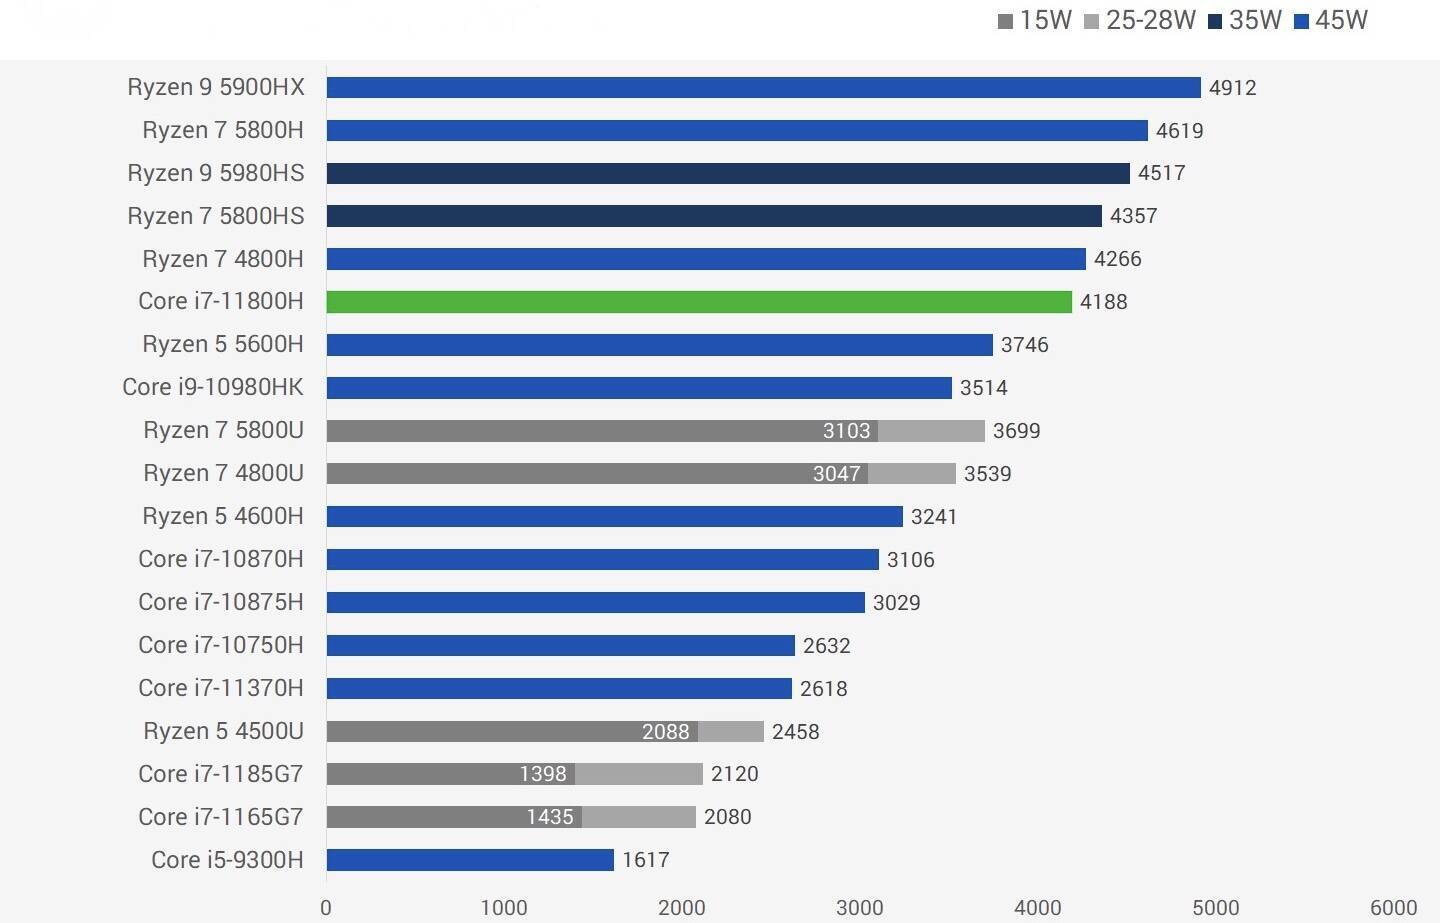 15W 25-28W 35W 45W
Ryzen 9 5900HX 4912
Ryzen 7 5800H 4619
Ryzen 9 5980HS 4517
Ryzen 7 5800HS 4357
Ryzen 7 4800H 4266
Core i7-11800H 4188
Ryzen 5 5600H 3746
Core i9-10980HK 3514
Ryzen 7 5800U 3103 3699
Ryzen 7 4800U 3047 3539
Ryzen 5 4600H 3241
Core i7-10870H 3106
Core i7-10875H 3029
Core i7-10750H 2632
Core i7-11370H 2618
Ryzen 5 4500U 2088 2458
Core i7-1185G7 1398 2120
Core i7-1165G7 1435 2080
Core i5-9300H 1617
0 1000 2000 3000 4000 5000 6000